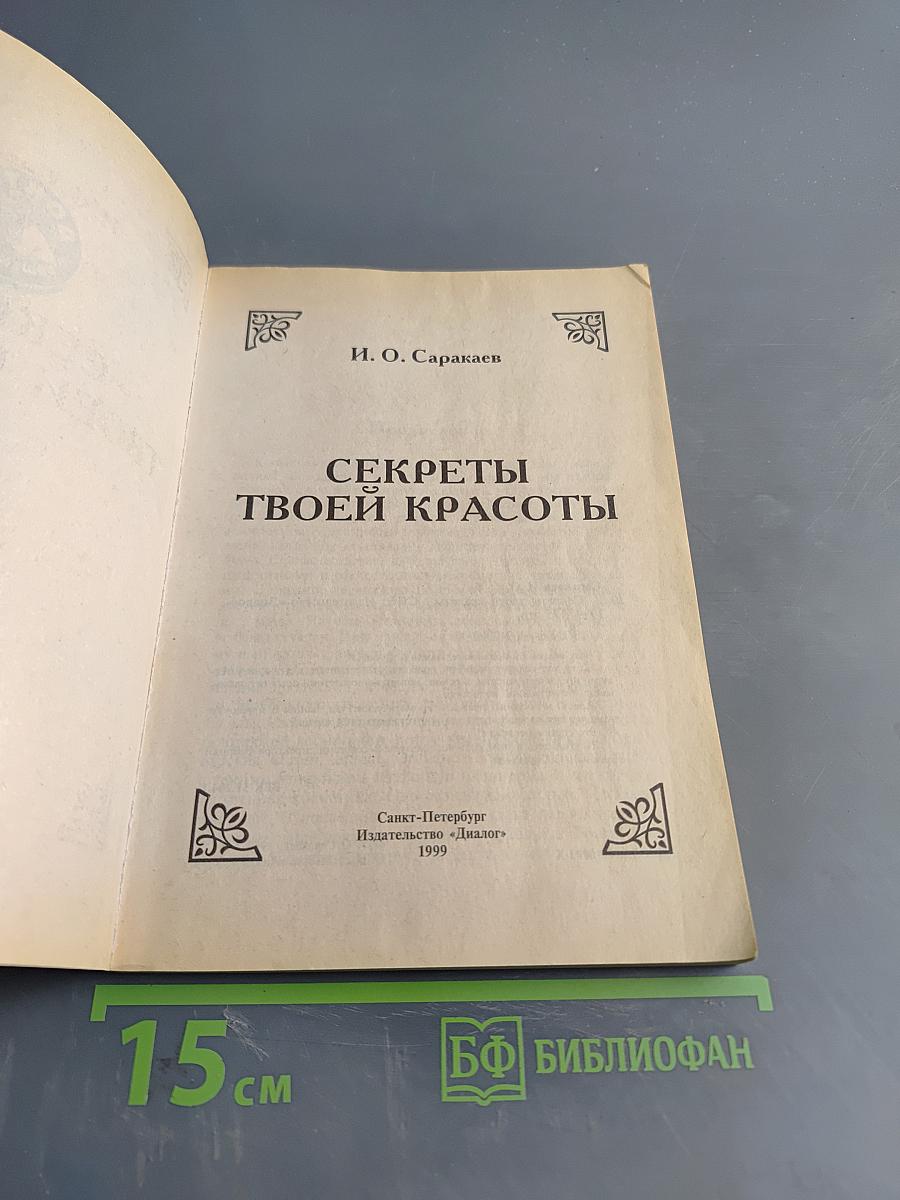 И. О. Саракаев
СЕКРЕТЫ
ТВОЕЙ КРАСОТЫ
Санкт-Петербург
Издательство «Диалог»
1999
15 см
БФ БИБЛИОФАН